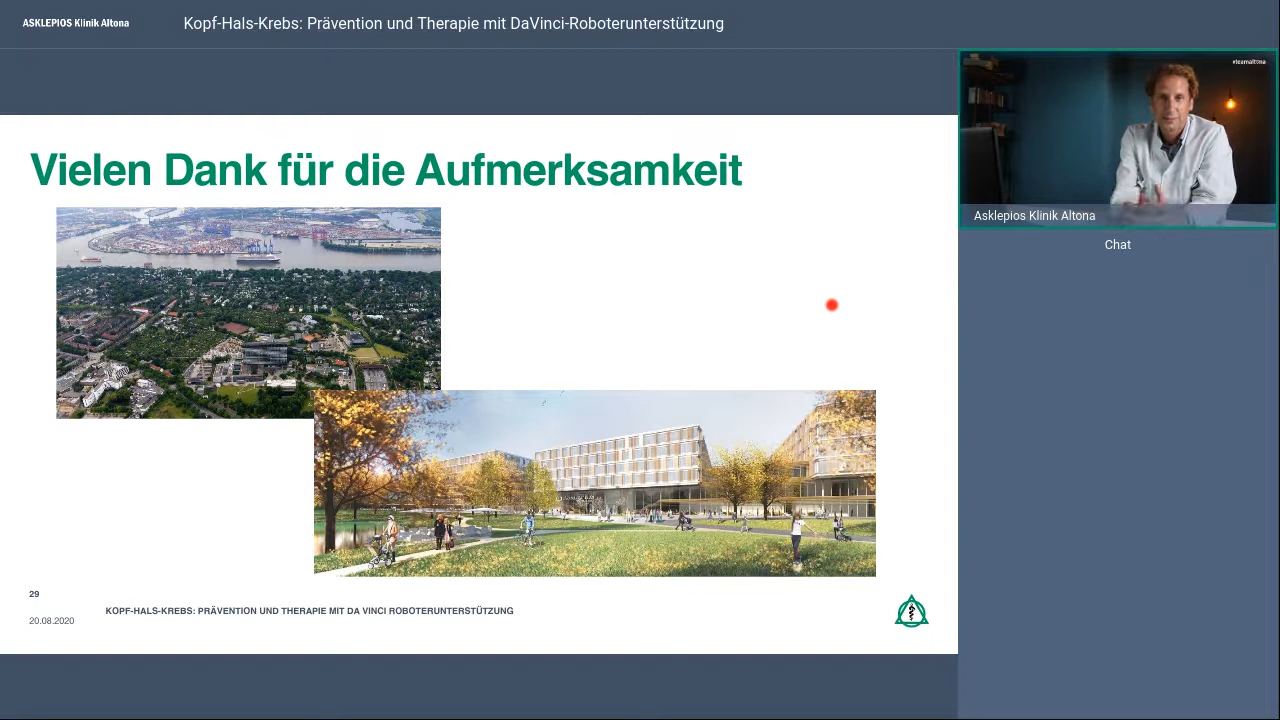 ASKLEPIOS Klinik Altona
Kopf-Hals-Krebs: Prävention und Therapie mit DaVinci-Roboterunterstützung
#teamaltona
Vielen Dank für die Aufmerksamkeit
Asklepios Klinik Altona
Chat
29
KOPF-HALS-KREBS: PRÄVENTION UND THERAPIE MIT DA VINCI ROBOTERUNTERSTÜTZUNG
20.08.2020